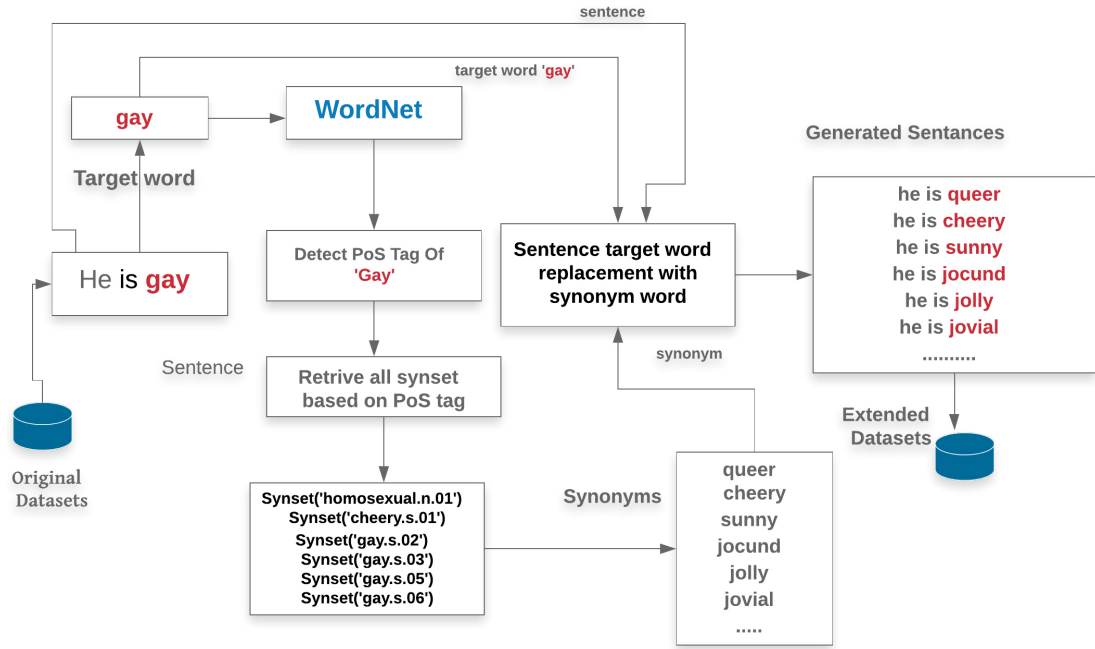 sentence
target word 'gay'
gay
WordNet
Target word
Generated Sentances
he is queer
he is cheery
he is sunny
he is jocund
he is jolly
he is jovial
..........
He is gay
Detect PoS Tag Of
'Gay'
Sentence target word
replacement with
synonym word
synonym
Sentence
Retrive all synset
based on PoS tag
Original
Datasets
Extended
Datasets
Synset('homosexual.n.01')
Synset('cheery.s.01')
Synset('gay.s.02')
Synset('gay.s.03')
Synset('gay.s.05')
Synset('gay.s.06')
Synonyms
queer
cheery
sunny
jocund
jolly
jovial
.....